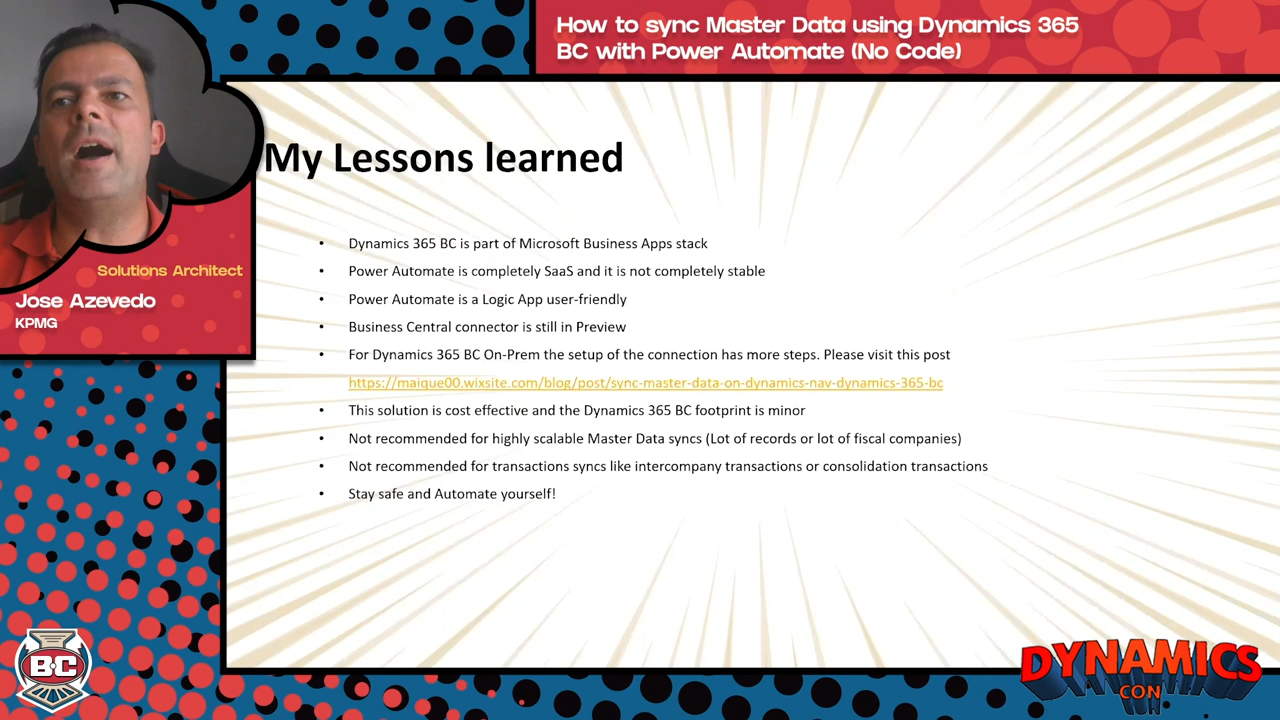 How to sync Master Data using Dynamics 365
BC with Power Automate (No Code)
My Lessons learned
• Dynamics 365 BC is part of Microsoft Business Apps stack
• Power Automate is completely SaaS and it is not completely stable
• Power Automate is a Logic App user-friendly
• Business Central connector is still in Preview
• For Dynamics 365 BC On-Prem the setup of the connection has more steps. Please visit this post
https://maique00.wixsite.com/blog/post/sync-master-data-on-dynamics-nav-dynamics-365-bc
• This solution is cost effective and the Dynamics 365 BC footprint is minor
• Not recommended for highly scalable Master Data syncs (Lot of records or lot of fiscal companies)
• Not recommended for transactions syncs like intercompany transactions or consolidation transactions
• Stay safe and Automate yourself!
Solutions Architect
Jose Azevedo
KPMG
BC
DYNAMICS
CON